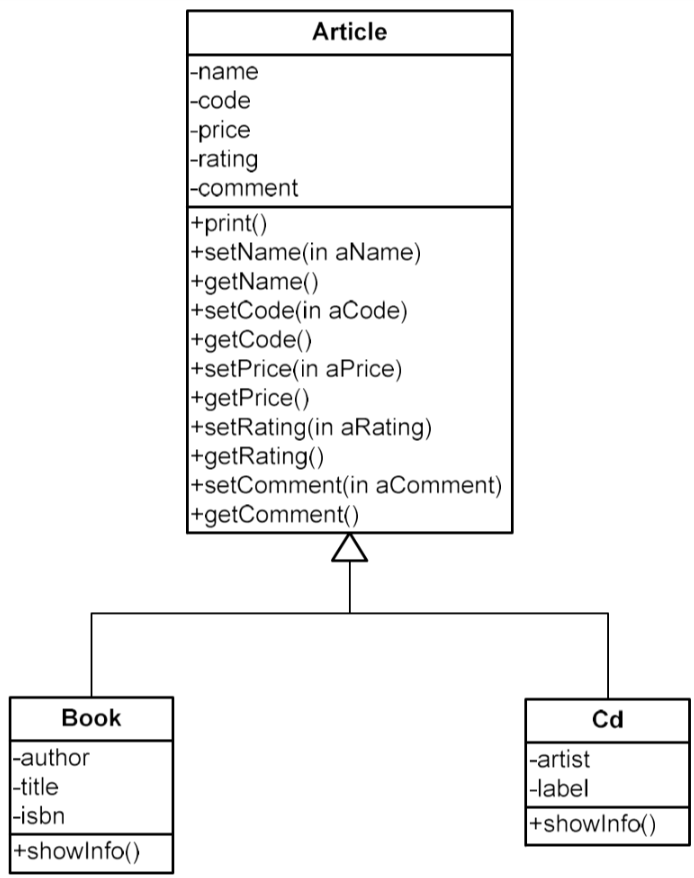 Article
-name
-code
-price
-rating
-comment
+print()
+setName(in aName)
+getName()
+setCode(in aCode)
+getCode()
+setPrice(in aPrice)
+getPrice()
+setRating(in aRating)
+getRating()
+setComment(in aComment)
+getComment()
Book
-author
-title
-isbn
+showInfo()
Cd
-artist
-label
+showInfo()